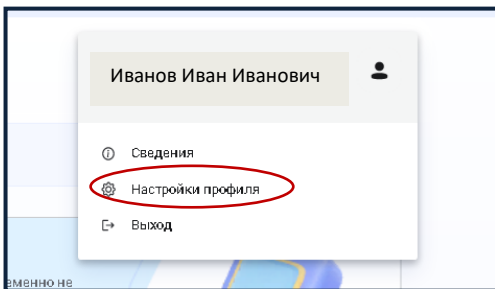 Иванов Иван Иванович
Сведения
Настройки профиля
Выход
еменно не